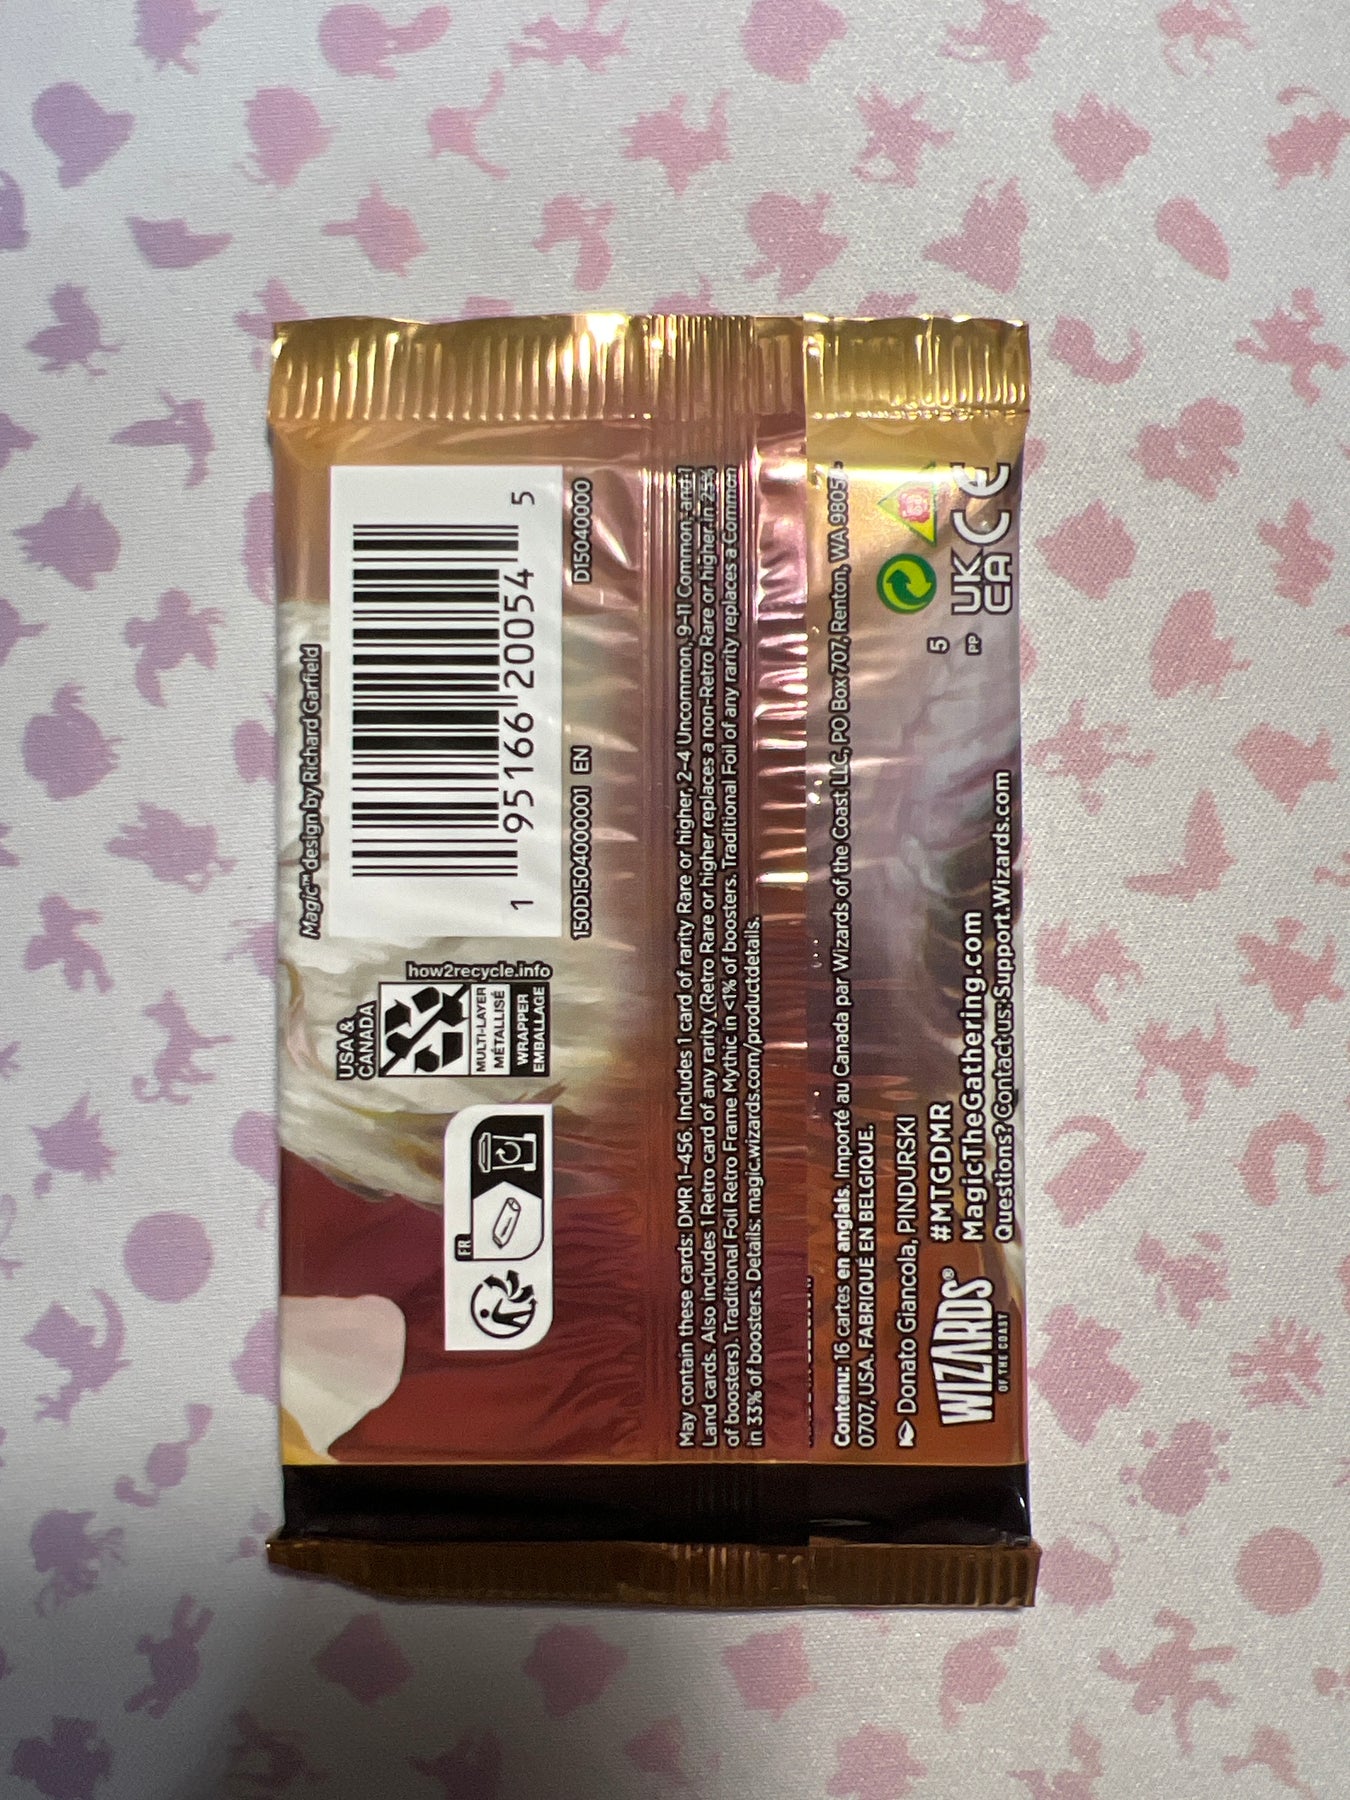 Magic™ design by Richard Garfield
1 95166 20054 5
150D15040000001 EN
D15040000
USA &
CANADA
how2recycle.info
MULTI-LAYER
MÉTALLISÉ
WRAPPER
EMBALLAGE
FR
May contain these cards: DMR 1-456. Includes 1 card of rarity Rare or higher, 2-4 Uncommon, 9-11 Common, and 1
Land cards. Also includes 1 Retro card of any rarity. (Retro Rare or higher replaces a non-Retro Rare or higher in 25%
of boosters). Traditional Foil Retro Frame Mythic in <1% of boosters. Traditional Foil of any rarity replaces a Common
in 33% of boosters. Details: magic.wizards.com/productdetails.
Contenu: 16 cartes en anglais. Importé au Canada par Wizards of the Coast LLC, PO Box 707, Renton, WA 98057-
0707, USA. FABRIQUÉ EN BELGIQUE.
Donato Giancola, PINDURSKI
WIZARDS®
OF THE COAST
#MTGDMR
MagicTheGathering.com
Questions? Contact us: Support.Wizards.com
5
PP
UK
CA
CE